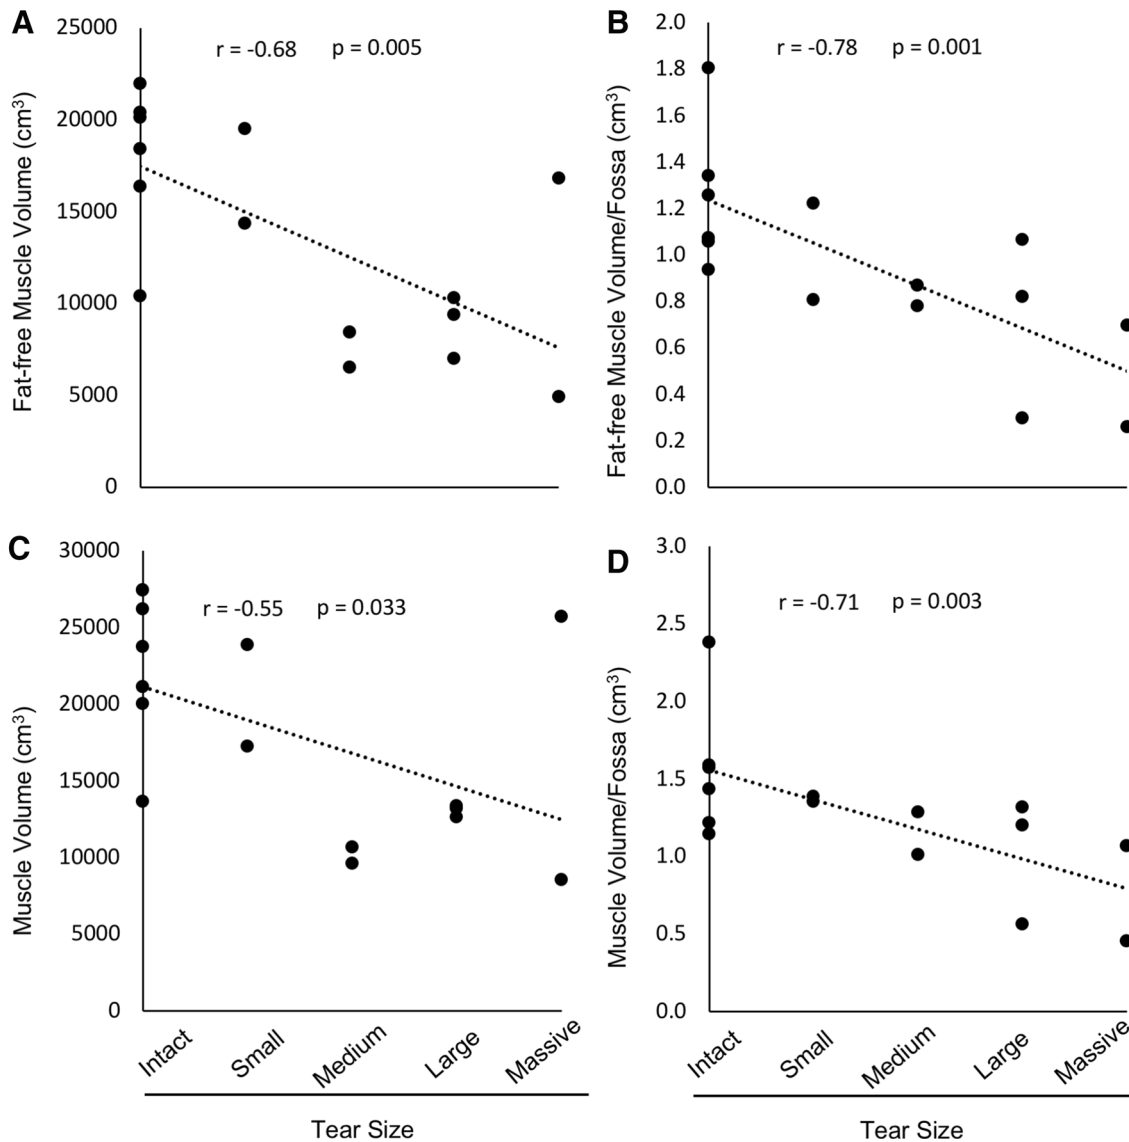 A
25000
20000
15000
10000
5000
0
Fat-free Muscle Volume (cm³)
r = -0.68 p = 0.005
B
2.0
1.8
1.6
1.4
1.2
1.0
0.8
0.6
0.4
0.2
0.0
Fat-free Muscle Volume/Fossa (cm³)
r = -0.78 p = 0.001
C
30000
25000
20000
15000
10000
5000
0
Muscle Volume (cm³)
r = -0.55 p = 0.033
Intact
Small
Medium
Large
Massive
Tear Size
D
3.0
2.5
2.0
1.5
1.0
0.5
0.0
Muscle Volume/Fossa (cm³)
r = -0.71 p = 0.003
Intact
Small
Medium
Large
Massive
Tear Size